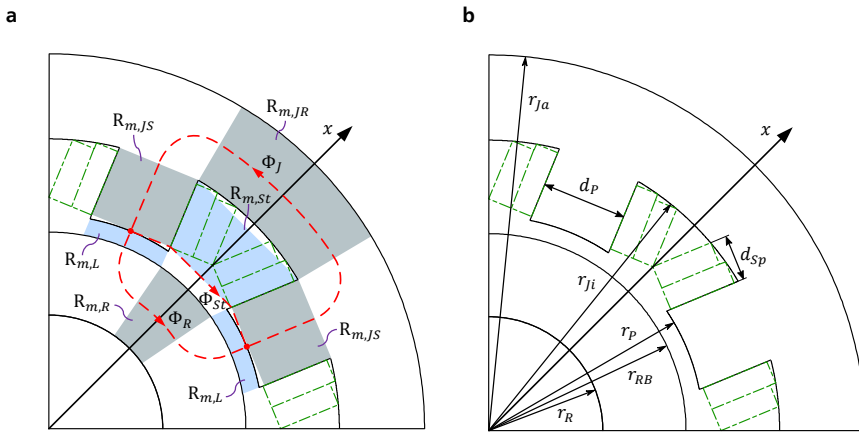 a
b
R_{m,JR}
x
R_{m,JS}
Φ_J
R_{m,St}
R_{m,L}
Φ_{St}
R_{m,R}
Φ_R
R_{m,JS}
R_{m,L}
r_{Ja}
x
d_P
d_{Sp}
r_{Ji}
r_P
r_{RB}
r_R